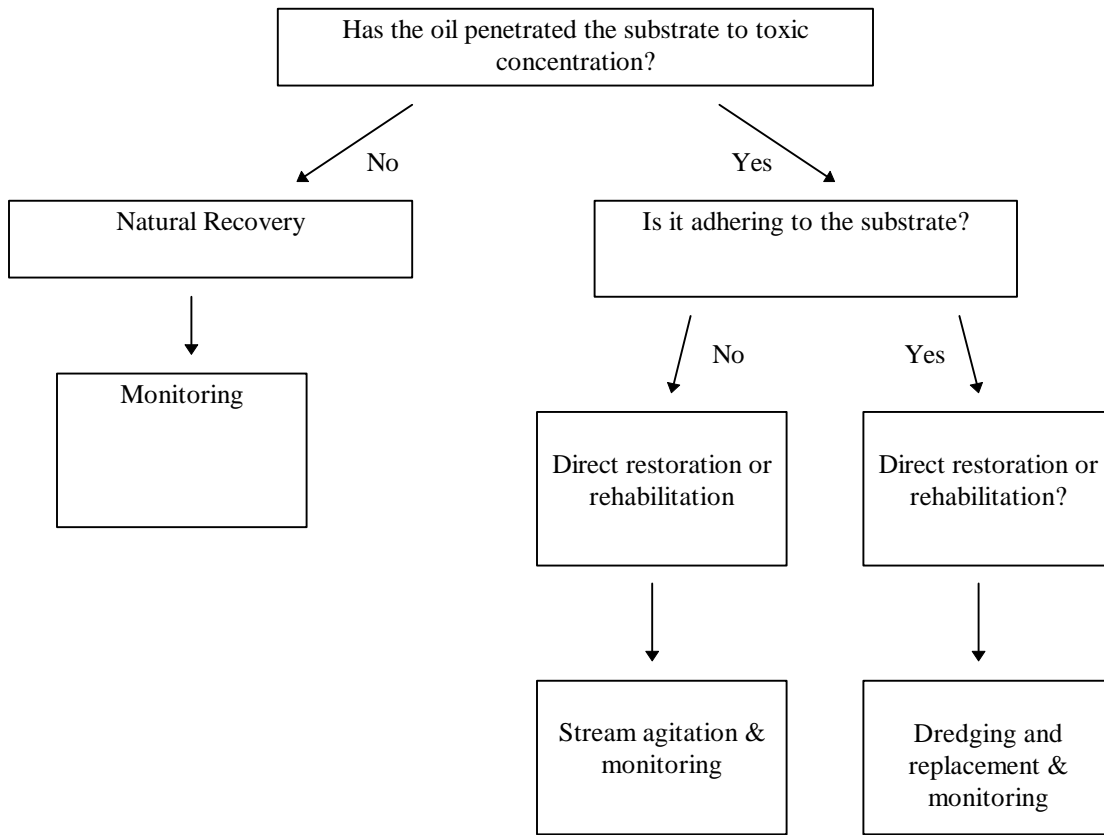 Has the oil penetrated the substrate to toxic
concentration?
No
Yes
Natural Recovery
Is it adhering to the substrate?
No
Yes
Monitoring
Direct restoration or
rehabilitation
Direct restoration or
rehabilitation?
Stream agitation &
monitoring
Dredging and
replacement &
monitoring